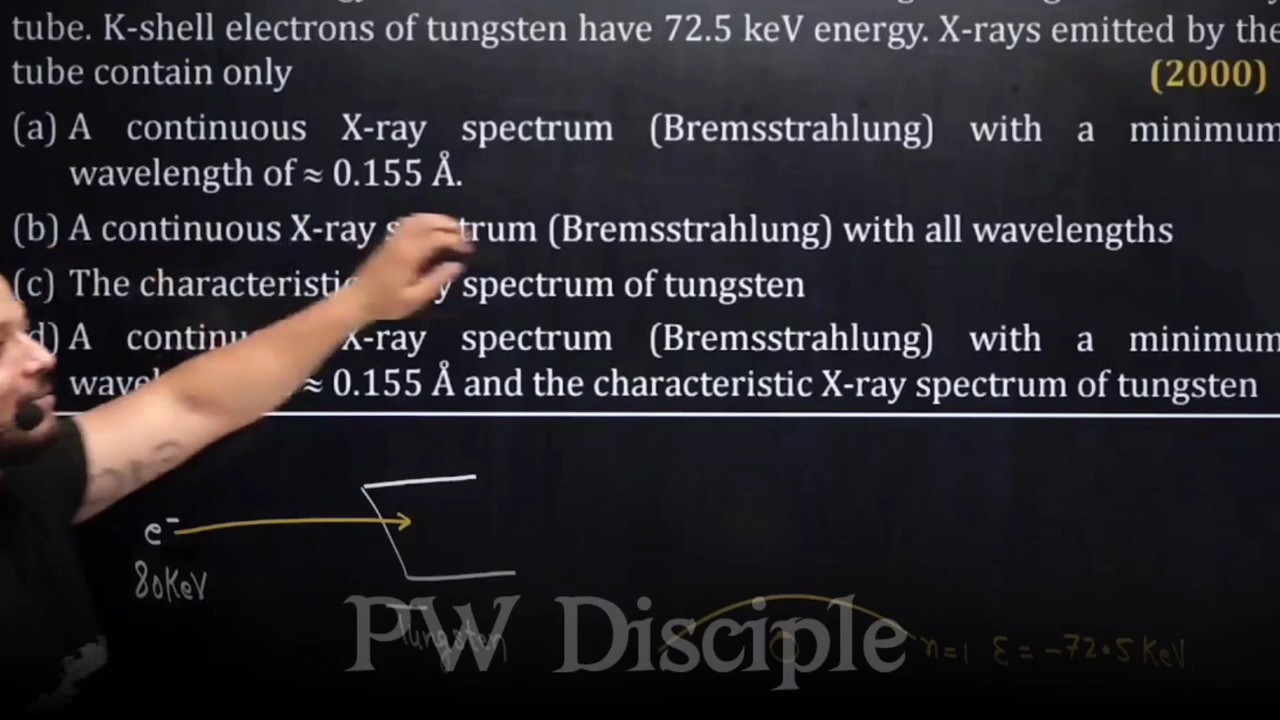 tube. K-shell electrons of tungsten have 72.5 keV energy. X-rays emitted by the
tube contain only (2000)
(a) A continuous X-ray spectrum (Bremsstrahlung) with a minimum
wavelength of ≈ 0.155 Å.
(b) A continuous X-ray trum (Bremsstrahlung) with all wavelengths
(c) The characteristic y spectrum of tungsten
d) A continu X-ray spectrum (Bremsstrahlung) with a minimum
wavel ≈ 0.155 Å and the characteristic X-ray spectrum of tungsten
e⁻
80KeV
Tungsten
n=1 ε = -72.5 KeV.
PW Disciple